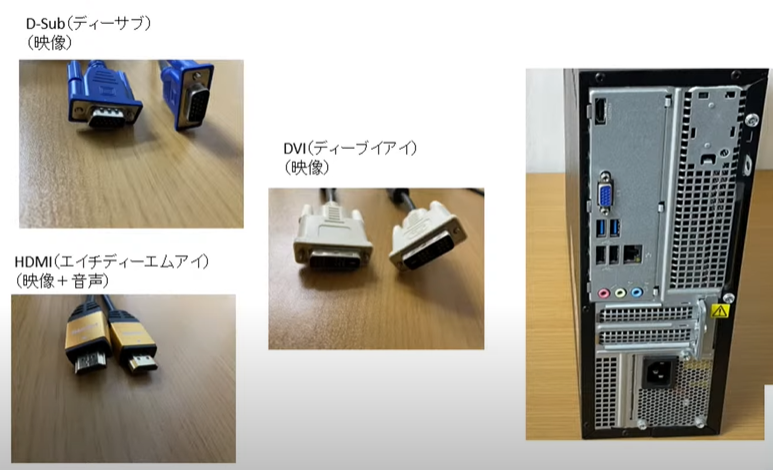 D-Sub（ディーサブ）
（映像）
DVI（ディーブイアイ）
（映像）
HDMI（エイチディーエムアイ）
（映像＋音声）